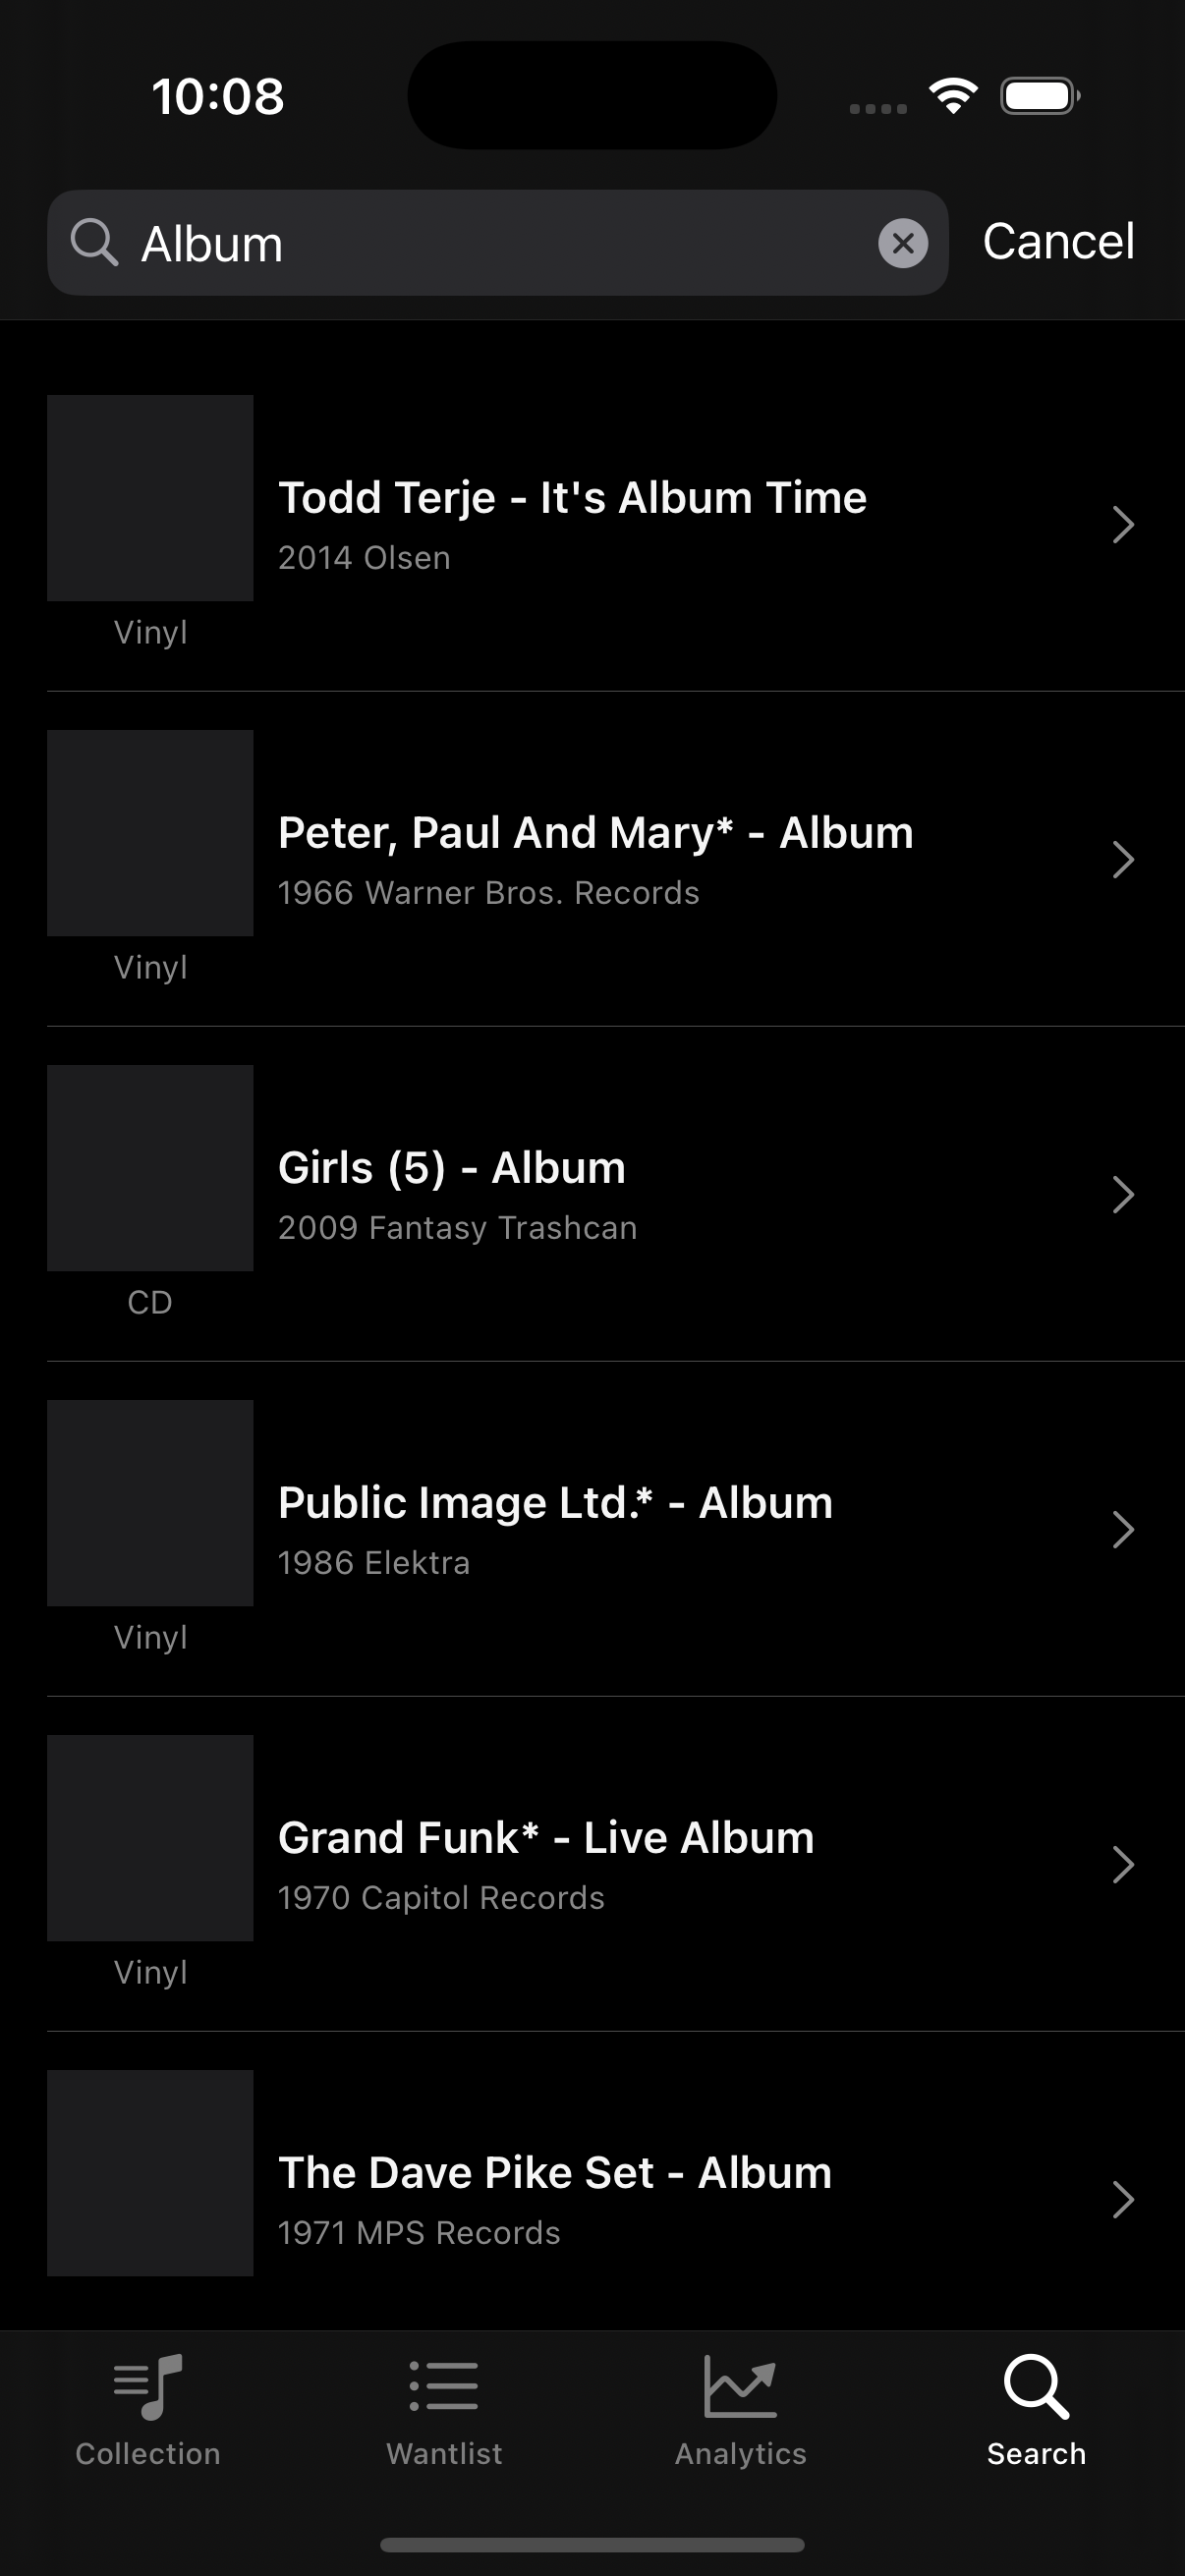 10:08
Album
Cancel
Todd Terje - It's Album Time
2014 Olsen
Vinyl
Peter, Paul And Mary* - Album
1966 Warner Bros. Records
Vinyl
Girls (5) - Album
2009 Fantasy Trashcan
CD
Public Image Ltd.* - Album
1986 Elektra
Vinyl
Grand Funk* - Live Album
1970 Capitol Records
Vinyl
The Dave Pike Set - Album
1971 MPS Records
Collection
Wantlist
Analytics
Search